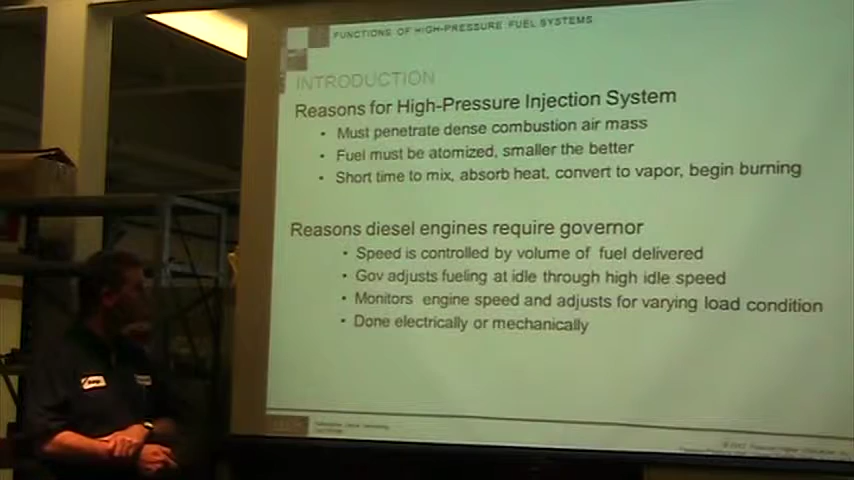 FUNCTIONS OF HIGH-PRESSURE FUEL SYSTEMS
INTRODUCTION
Reasons for High-Pressure Injection System
• Must penetrate dense combustion air mass
• Fuel must be atomized, smaller the better
• Short time to mix, absorb heat, convert to vapor, begin burning
Reasons diesel engines require governor
• Speed is controlled by volume of fuel delivered
• Gov adjusts fueling at idle through high idle speed
• Monitors engine speed and adjusts for varying load condition
• Done electrically or mechanically